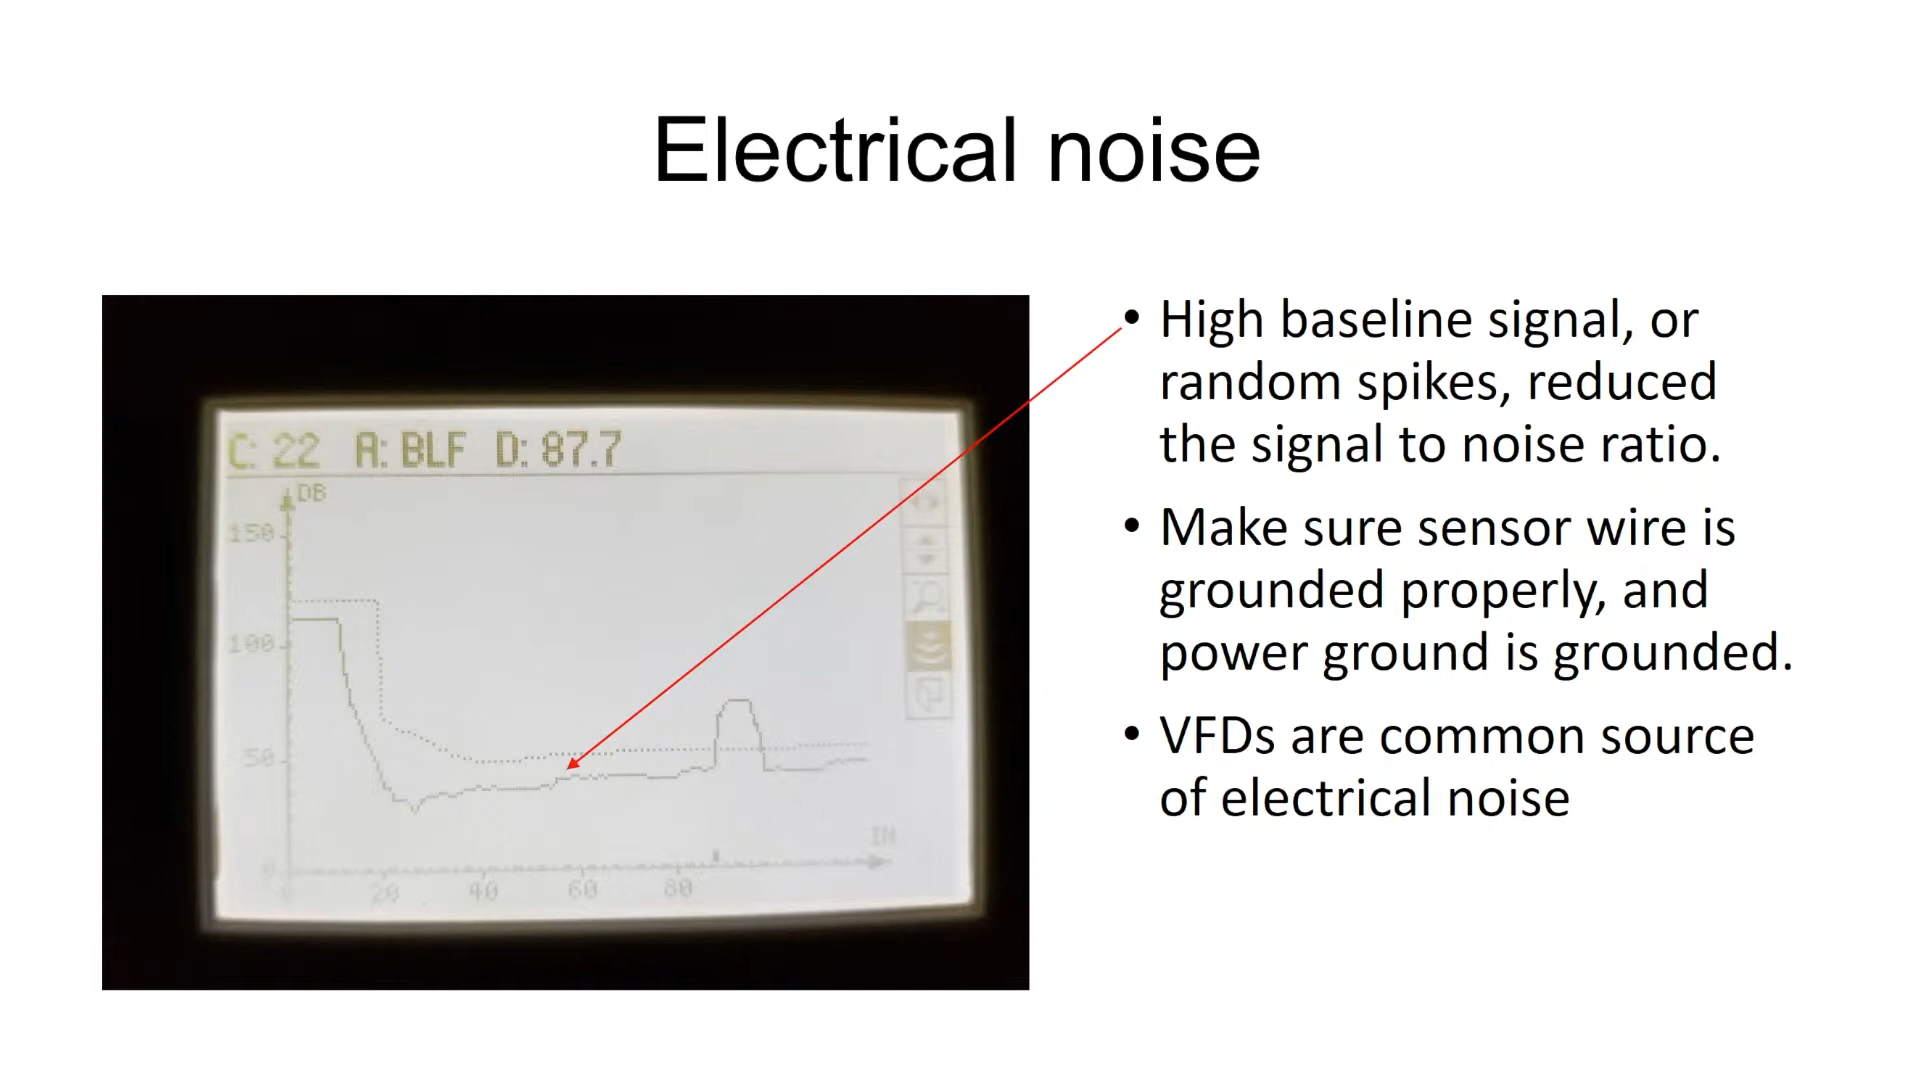 Electrical noise
C: 22 A: BLF D: 87.7
DB
150
100
50
0
IN
0 20 40 60 80
• High baseline signal, or
random spikes, reduced
the signal to noise ratio.
• Make sure sensor wire is
grounded properly, and
power ground is grounded.
• VFDs are common source
of electrical noise